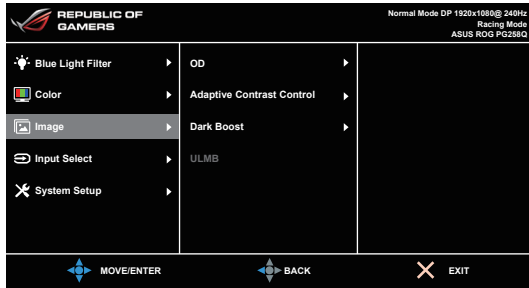 REPUBLIC OF
GAMERS
Normal Mode DP 1920x1080@ 240Hz
Racing Mode
ASUS ROG PG258Q
Blue Light Filter
Color
Image
Input Select
System Setup
OD
Adaptive Contrast Control
Dark Boost
ULMB
MOVE/ENTER
BACK
EXIT